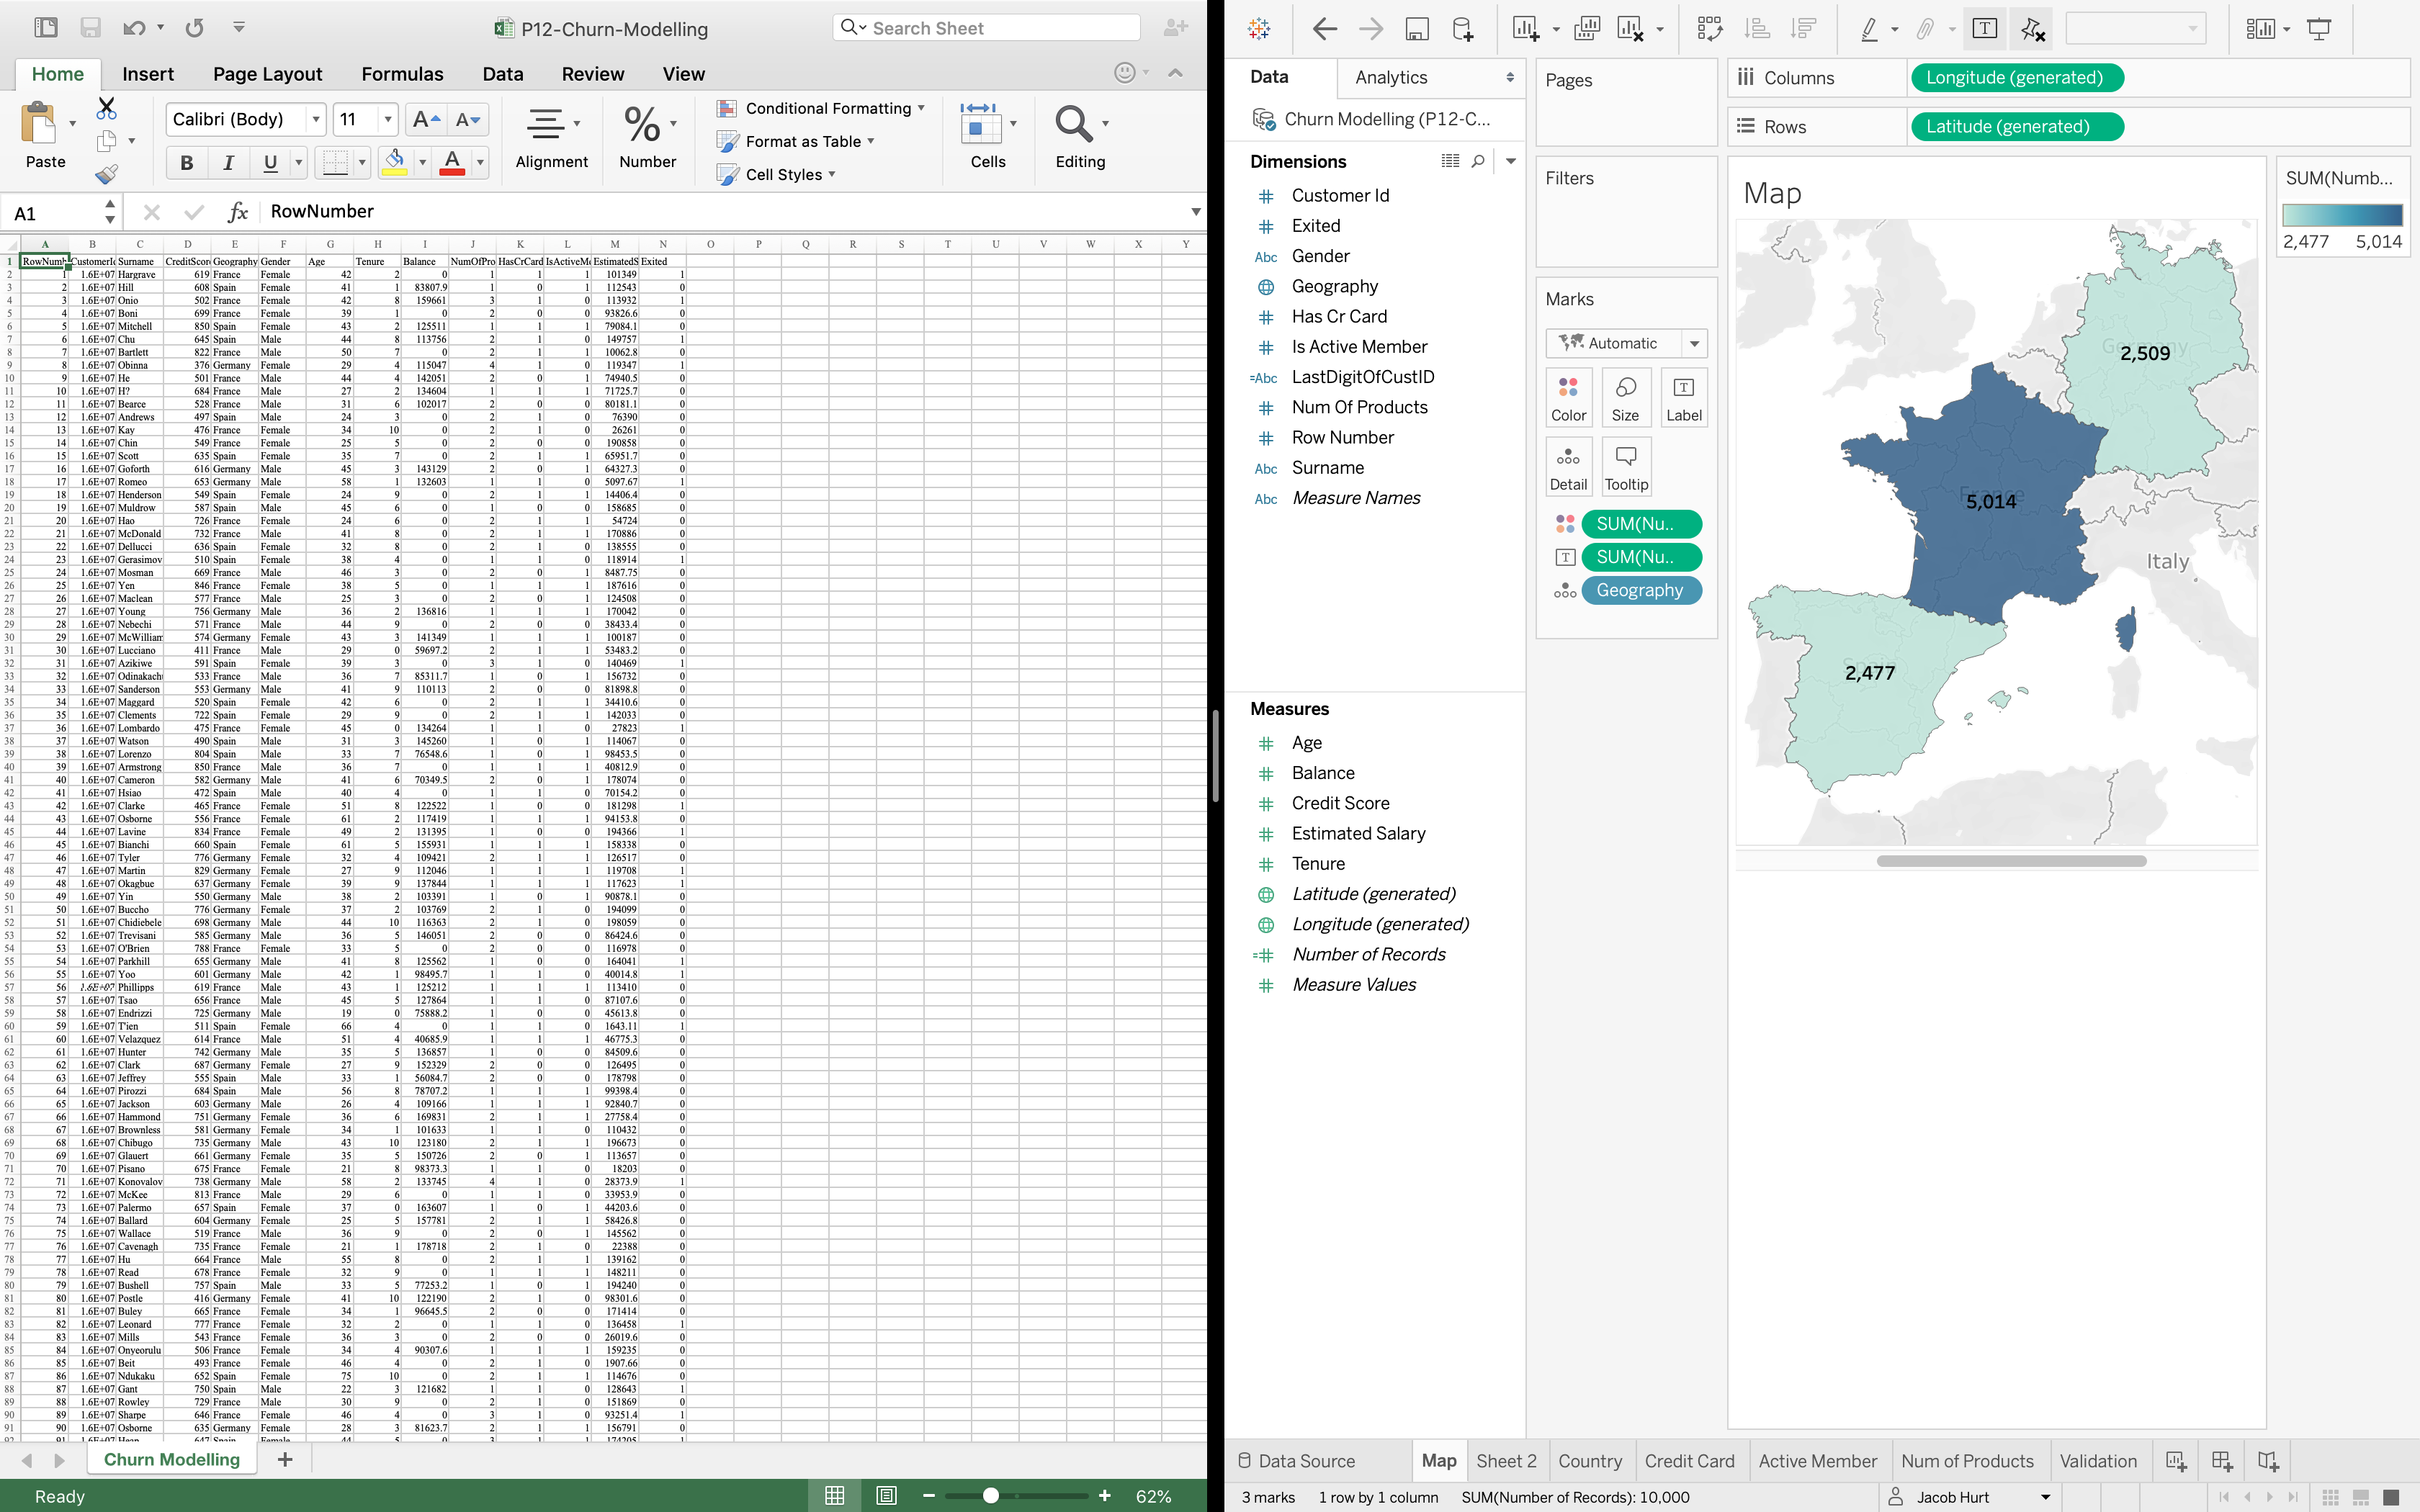 P12-Churn-Modelling
Search Sheet
Home Insert Page Layout Formulas Data Review View
Paste
Calibri (Body) 11
B I U
Alignment
Number
Conditional Formatting
Format as Table
Cell Styles
Cells
Editing
A1 fx RowNumber
A B C D E F G H I J K L M N O P Q R S T U V W X Y
1 RowNumb CustomerId Surname CreditScore Geography Gender Age Tenure Balance NumOfPro HasCrCard IsActiveMe EstimatedS Exited
2 1 1.6E+07 Hargrave 619 France Female 42 2 0 1 1 1 101349 1
3 2 1.6E+07 Hill 608 Spain Female 41 1 83807.9 1 0 1 112543 0
4 3 1.6E+07 Onio 502 France Female 42 8 159661 3 1 0 113932 1
5 4 1.6E+07 Boni 699 France Female 39 1 0 2 0 0 93826.6 0
6 5 1.6E+07 Mitchell 850 Spain Female 43 2 125511 1 1 1 79084.1 0
7 6 1.6E+07 Chu 645 Spain Male 44 8 113756 2 1 0 149757 1
8 7 1.6E+07 Bartlett 822 France Male 50 7 0 2 1 1 10062.8 0
9 8 1.6E+07 Obinna 376 Germany Female 29 4 115047 4 1 0 119347 1
10 9 1.6E+07 He 501 France Male 44 4 142051 2 0 1 74940.5 0
11 10 1.6E+07 H? 684 France Male 27 2 134604 1 1 1 71725.7 0
12 11 1.6E+07 Bearce 528 France Male 31 6 102017 2 0 0 80181.1 0
13 12 1.6E+07 Andrews 497 Spain Male 24 3 0 2 1 0 76390 0
14 13 1.6E+07 Kay 476 France Female 34 10 0 2 1 0 26261 0
15 14 1.6E+07 Chin 549 France Female 25 5 0 2 0 0 190858 0
16 15 1.6E+07 Scott 635 Spain Female 35 7 0 2 1 1 65951.7 0
17 16 1.6E+07 Goforth 616 Germany Male 45 3 143129 2 0 1 64327.3 0
18 17 1.6E+07 Romeo 653 Germany Male 58 1 132603 1 1 0 5097.67 1
19 18 1.6E+07 Henderson 549 Spain Female 24 9 0 2 1 1 14406.4 0
20 19 1.6E+07 Muldrow 587 Spain Male 45 6 0 1 0 0 158685 0
21 20 1.6E+07 Hao 726 France Female 24 6 0 2 1 1 54724 0
22 21 1.6E+07 McDonald 732 France Male 41 8 0 2 1 1 170886 0
23 22 1.6E+07 Dellucci 636 Spain Female 32 8 0 2 1 0 138555 0
24 23 1.6E+07 Gerasimov 510 Spain Female 38 4 0 1 1 0 118914 1
25 24 1.6E+07 Mosman 669 France Male 46 3 0 2 0 1 8487.75 0
26 25 1.6E+07 Yen 846 France Female 38 5 0 1 1 1 187616 0
27 26 1.6E+07 Maclean 577 France Male 25 3 0 2 0 1 124508 0
28 27 1.6E+07 Young 756 Germany Male 36 2 136816 1 1 1 170042 0
29 28 1.6E+07 Nebechi 571 France Male 44 9 0 2 0 0 38433.4 0
30 29 1.6E+07 McWilliam 574 Germany Female 43 3 141349 1 1 1 100187 0
31 30 1.6E+07 Lucciano 411 France Male 29 0 59697.2 2 1 1 53483.2 0
32 31 1.6E+07 Azikiwe 591 Spain Female 39 3 0 3 1 0 140469 1
33 32 1.6E+07 Odinakach 533 France Male 36 7 85311.7 1 0 1 156732 0
34 33 1.6E+07 Sanderson 553 Germany Male 41 9 110113 2 0 0 81898.8 0
35 34 1.6E+07 Maggard 520 Spain Female 42 6 0 2 1 1 34410.6 0
36 35 1.6E+07 Clements 722 Spain Female 29 9 0 2 1 1 142033 0
37 36 1.6E+07 Lombardo 475 France Female 45 0 134264 1 1 0 27823 1
38 37 1.6E+07 Watson 490 Spain Male 31 3 145260 1 0 1 114067 0
39 38 1.6E+07 Lorenzo 804 Spain Male 33 7 76548.6 1 0 1 98453.5 0
40 39 1.6E+07 Armstrong 850 France Male 36 7 0 1 1 1 40812.9 0
41 40 1.6E+07 Cameron 582 Germany Male 41 6 70349.5 2 0 1 178074 0
42 41 1.6E+07 Hsiao 472 Spain Male 40 4 0 1 1 0 70154.2 0
43 42 1.6E+07 Clarke 465 France Female 51 8 122522 1 0 0 181298 1
44 43 1.6E+07 Osborne 556 France Female 61 2 117419 1 1 1 94153.8 0
45 44 1.6E+07 Lavine 834 France Female 49 2 131395 1 0 0 194366 1
46 45 1.6E+07 Bianchi 660 Spain Female 61 5 155931 1 1 1 158338 0
47 46 1.6E+07 Tyler 776 Germany Female 32 4 109421 2 1 1 126517 0
48 47 1.6E+07 Martin 829 Germany Female 27 9 112046 1 1 1 119708 1
49 48 1.6E+07 Okagbue 637 Germany Female 39 9 137844 1 1 1 117623 1
50 49 1.6E+07 Yin 550 Germany Male 38 2 103391 1 0 1 90878.1 0
51 50 1.6E+07 Buccho 776 Germany Female 37 2 103769 2 1 0 194099 0
52 51 1.6E+07 Chidiebele 698 Germany Male 44 10 116363 2 1 0 198059 0
53 52 1.6E+07 Trevisani 585 Germany Male 36 5 146051 2 0 0 86424.6 0
54 53 1.6E+07 O'Brien 788 France Female 33 5 0 2 0 0 116978 0
55 54 1.6E+07 Parkhill 655 Germany Male 41 8 125562 1 0 0 164041 1
56 55 1.6E+07 Yoo 601 Germany Male 42 1 98495.7 1 1 0 40014.8 1
57 56 1.6E+07 Phillipps 619 France Male 43 1 125212 1 1 1 113410 0
58 57 1.6E+07 Tsao 656 France Male 45 5 127864 1 1 0 87107.6 0
59 58 1.6E+07 Endrizzi 725 Germany Male 19 0 75888.2 1 0 0 45613.8 0
60 59 1.6E+07 T'ien 511 Spain Female 66 4 0 1 1 0 1643.11 1
61 60 1.6E+07 Velazquez 614 France Male 51 4 40685.9 1 1 1 46775.3 0
62 61 1.6E+07 Hunter 742 Germany Male 35 5 136857 1 0 0 84509.6 0
63 62 1.6E+07 Clark 687 Germany Female 27 9 152329 2 0 0 126495 0
64 63 1.6E+07 Jeffrey 555 Spain Male 33 1 56084.7 2 0 0 178798 0
65 64 1.6E+07 Pirozzi 684 Spain Male 56 8 78707.2 1 1 1 99398.4 0
66 65 1.6E+07 Jackson 603 Germany Male 26 4 109166 1 1 1 92840.7 0
67 66 1.6E+07 Hammond 751 Germany Female 36 6 169831 2 1 1 27758.4 0
68 67 1.6E+07 Brownless 581 Germany Female 34 1 101633 1 1 0 110432 0
69 68 1.6E+07 Chibugo 735 Germany Male 43 10 123180 2 1 1 196673 0
70 69 1.6E+07 Glauert 661 Germany Female 35 5 150726 2 0 1 113657 0
71 70 1.6E+07 Pisano 675 France Female 21 8 98373.3 1 1 0 18203 0
72 71 1.6E+07 Konovalov 738 Germany Male 58 2 133745 4 1 0 28373.9 1
73 72 1.6E+07 McKee 813 France Male 29 6 0 1 1 0 33953.9 0
74 73 1.6E+07 Palermo 657 Spain Female 37 0 163607 1 0 1 44203.6 0
75 74 1.6E+07 Ballard 604 Germany Female 25 5 157781 2 1 1 58426.8 0
76 75 1.6E+07 Wallace 519 France Male 36 9 0 2 0 1 145562 0
77 76 1.6E+07 Cavenagh 735 France Female 21 1 178718 2 1 0 22388 0
78 77 1.6E+07 Hu 664 France Male 55 8 0 2 1 1 139162 0
79 78 1.6E+07 Read 678 France Female 32 9 0 1 1 1 148211 0
80 79 1.6E+07 Bushell 757 Spain Male 33 5 77253.2 1 0 1 194240 0
81 80 1.6E+07 Postle 416 Germany Female 41 10 122190 2 1 0 98301.6 0
82 81 1.6E+07 Buley 665 France Female 34 1 96645.5 2 0 0 171414 0
83 82 1.6E+07 Leonard 777 France Female 32 2 0 1 1 0 136458 1
84 83 1.6E+07 Mills 543 France Female 36 3 0 2 0 0 26019.6 0
85 84 1.6E+07 Onyeorulu 506 France Female 34 4 90307.6 1 1 1 159235 0
86 85 1.6E+07 Beit 493 France Female 46 4 0 2 1 0 1907.66 0
87 86 1.6E+07 Ndukaku 652 Spain Female 75 10 0 2 1 1 114676 0
88 87 1.6E+07 Gant 750 Spain Male 22 3 121682 1 1 0 128643 1
89 88 1.6E+07 Rowley 729 France Male 30 9 0 2 1 0 151869 0
90 89 1.6E+07 Sharpe 646 France Female 46 4 0 3 1 0 93251.4 1
91 90 1.6E+07 Osborne 635 Germany Female 28 3 81623.7 2 1 1 156791 0
Churn Modelling
Ready
62%
Data Analytics
Churn Modelling (P12-C...
Dimensions
Customer Id
Exited
Abc Gender
Geography
Has Cr Card
Is Active Member
=Abc LastDigitOfCustID
Num Of Products
Row Number
Abc Surname
Abc Measure Names
Measures
Age
Balance
Credit Score
Estimated Salary
Tenure
Latitude (generated)
Longitude (generated)
Number of Records
Measure Values
Pages
Filters
Marks
Automatic
Color Size Label
Detail Tooltip
SUM(Nu..
SUM(Nu..
Geography
Columns Longitude (generated)
Rows Latitude (generated)
Map
Germany
2,509
France
5,014
Italy
Spain
2,477
SUM(Numb...
2,477 5,014
Data Source Map Sheet 2 Country Credit Card Active Member Num of Products Validation
3 marks 1 row by 1 column SUM(Number of Records): 10,000 Jacob Hurt